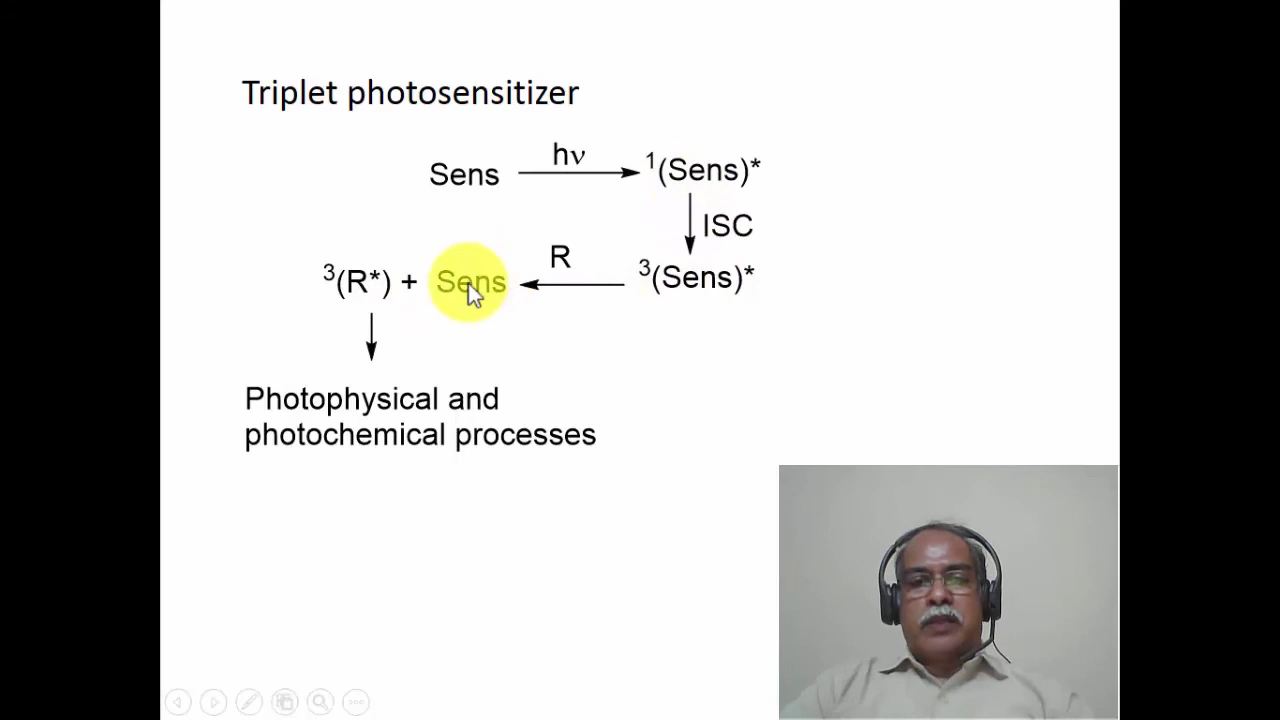 Triplet photosensitizer
Sens hν ¹(Sens)*
ISC
³(R*) + Sens R ³(Sens)*
Photophysical and
photochemical processes